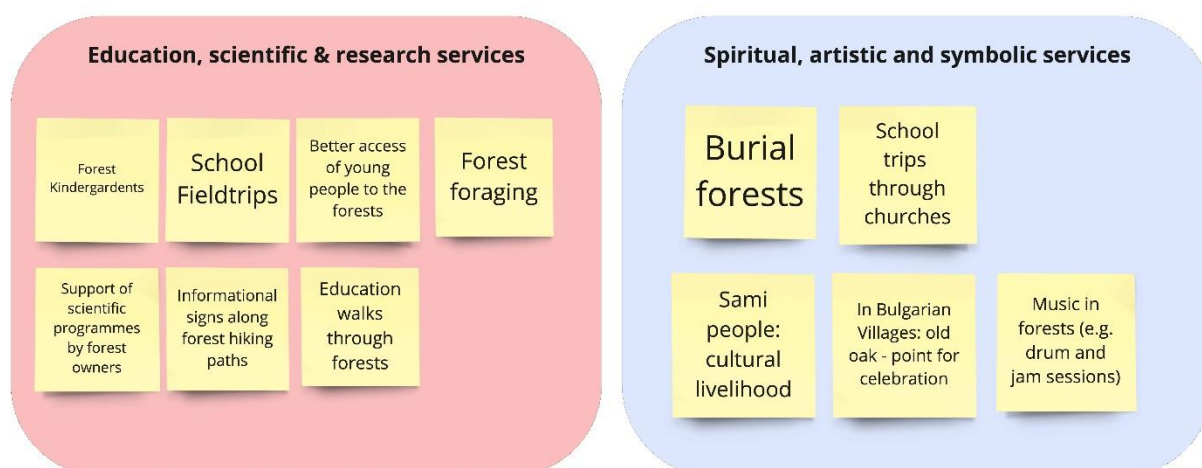 Education, scientific & research services
Forest
Kindergardents
School
Fieldtrips
Better access
of young
people to the
forests
Forest
foraging
Support of
scientific
programmes
by forest
owners
Informational
signs along
forest hiking
paths
Education
walks
through
forests
Spiritual, artistic and symbolic services
Burial
forests
School
trips
through
churches
Sami
people:
cultural
livelihood
In Bulgarian
Villages: old
oak - point for
celebration
Music in
forests (e.g.
drum and
jam sessions)